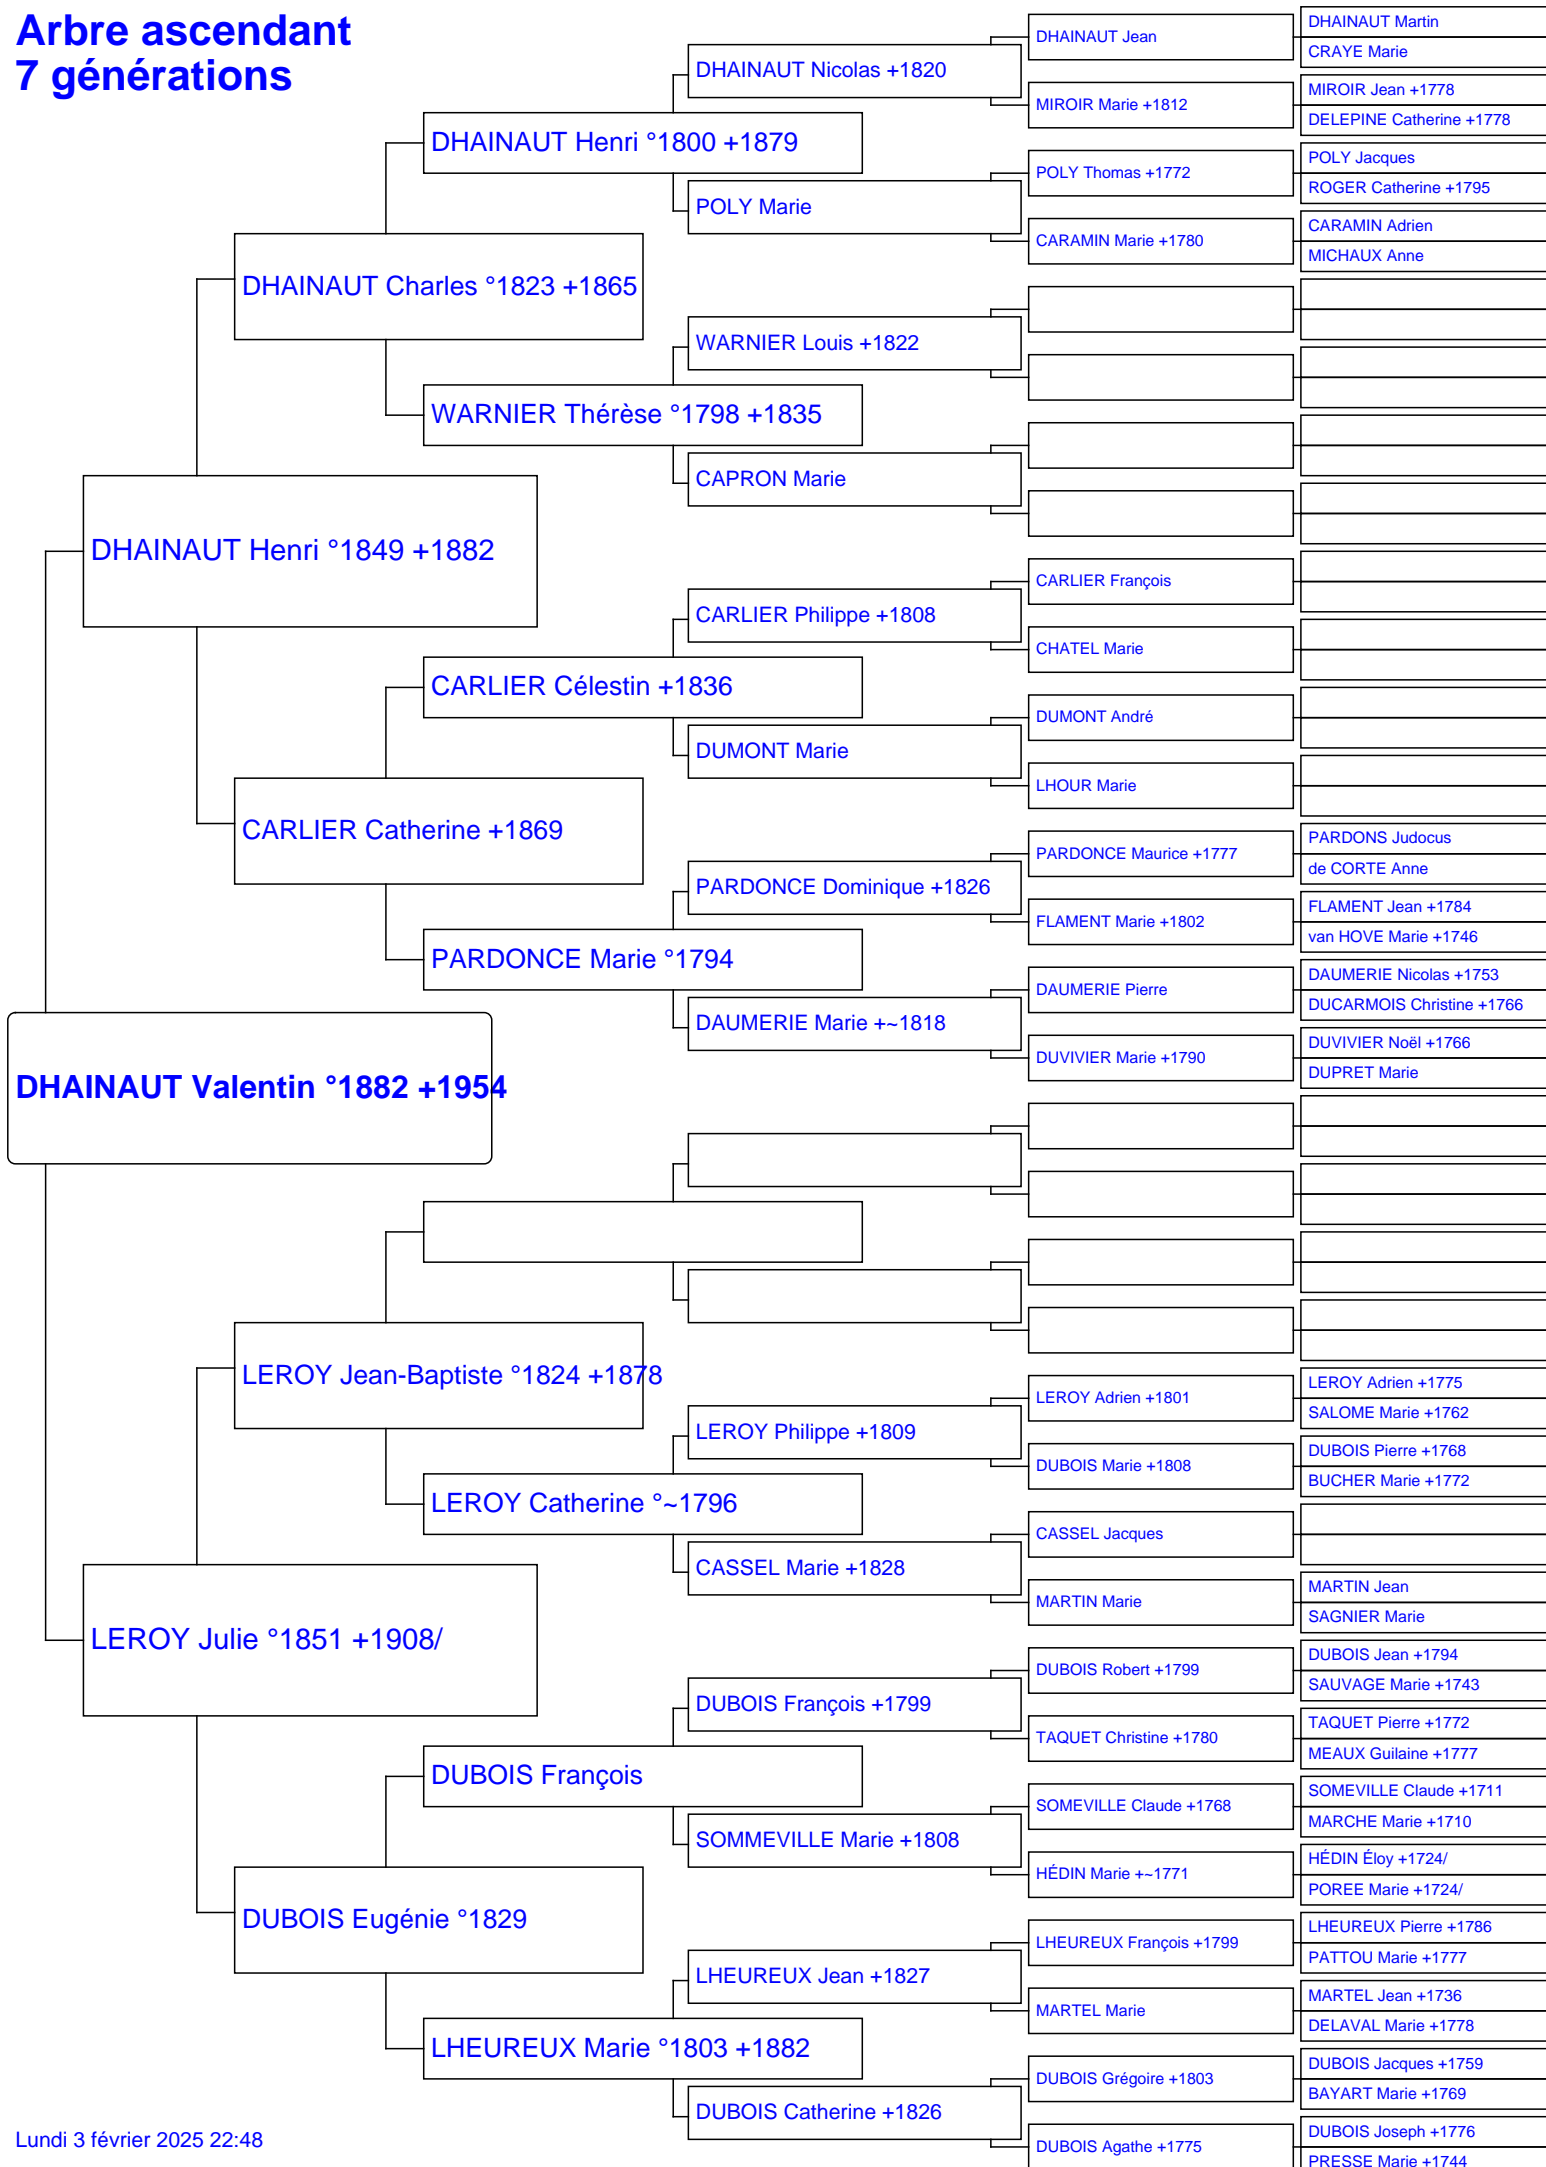 Arbre ascendant
7 générations
DHAINAUT Valentin °1882 +1954
DHAINAUT Henri °1849 +1882
LEROY Julie °1851 +1908/
DHAINAUT Charles °1823 +1865
CARLIER Catherine +1869
LEROY Jean-Baptiste °1824 +1878
DUBOIS Eugénie °1829
DHAINAUT Henri °1800 +1879
WARNIER Thérèse °1798 +1835
CARLIER Célestin +1836
PARDONCE Marie °1794
LEROY Catherine °~1796
DUBOIS François
LHEUREUX Marie °1803 +1882
DHAINAUT Nicolas +1820
POLY Marie
WARNIER Louis +1822
CAPRON Marie
CARLIER Philippe +1808
DUMONT Marie
PARDONCE Dominique +1826
DAUMERIE Marie +~1818
LEROY Philippe +1809
CASSEL Marie +1828
DUBOIS François +1799
SOMMEVILLE Marie +1808
LHEUREUX Jean +1827
DUBOIS Catherine +1826
DHAINAUT Jean
MIROIR Marie +1812
POLY Thomas +1772
CARAMIN Marie +1780
CARLIER François
CHATEL Marie
DUMONT André
LHOUR Marie
PARDONCE Maurice +1777
FLAMENT Marie +1802
DAUMERIE Pierre
DUVIVIER Marie +1790
LEROY Adrien +1801
DUBOIS Marie +1808
CASSEL Jacques
MARTIN Marie
DUBOIS Robert +1799
TAQUET Christine +1780
SOMEVILLE Claude +1768
HÉDIN Marie +~1771
LHEUREUX François +1799
MARTEL Marie
DUBOIS Grégoire +1803
DUBOIS Agathe +1775
DHAINAUT Martin
CRAYE Marie
MIROIR Jean +1778
DELEPINE Catherine +1778
POLY Jacques
ROGER Catherine +1795
CARAMIN Adrien
MICHAUX Anne
PARDONS Judocus
de CORTE Anne
FLAMENT Jean +1784
van HOVE Marie +1746
DAUMERIE Nicolas +1753
DUCARMOIS Christine +1766
DUVIVIER Noël +1766
DUPRET Marie
LEROY Adrien +1775
SALOME Marie +1762
DUBOIS Pierre +1768
BUCHER Marie +1772
MARTIN Jean
SAGNIER Marie
DUBOIS Jean +1794
SAUVAGE Marie +1743
TAQUET Pierre +1772
MEAUX Guilaine +1777
SOMEVILLE Claude +1711
MARCHE Marie +1710
HÉDIN Éloy +1724/
POREE Marie +1724/
LHEUREUX Pierre +1786
PATTOU Marie +1777
MARTEL Jean +1736
DELAVAL Marie +1778
DUBOIS Jacques +1759
BAYART Marie +1769
DUBOIS Joseph +1776
PRESSE Marie +1744
Lundi 3 février 2025 22:48